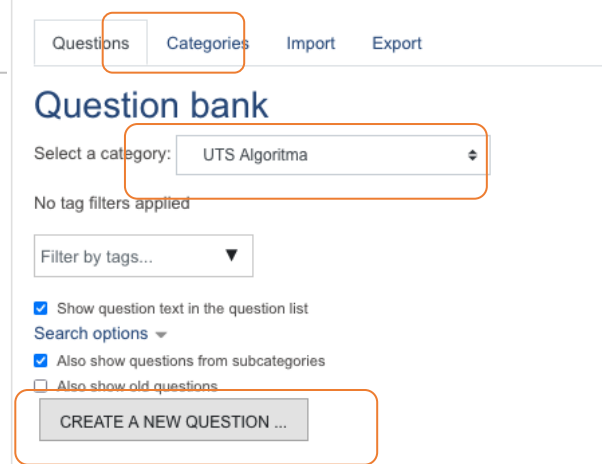 Questions Categories Import Export
Question bank
Select a category: UTS Algoritma
No tag filters applied
Filter by tags... ▼
Show question text in the question list
Search options
Also show questions from subcategories
Also show old questions
CREATE A NEW QUESTION ...